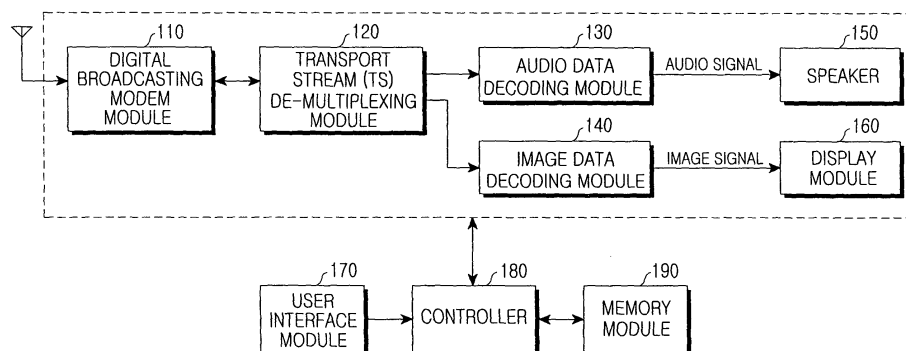 110
DIGITAL
BROADCASTING
MODEM
MODULE
120
TRANSPORT
STREAM (TS)
DE-MULTIPLEXING
MODULE
130
AUDIO DATA
DECODING MODULE
AUDIO SIGNAL
150
SPEAKER
140
IMAGE DATA
DECODING MODULE
IMAGE SIGNAL
160
DISPLAY
MODULE
170
USER
INTERFACE
MODULE
180
CONTROLLER
190
MEMORY
MODULE